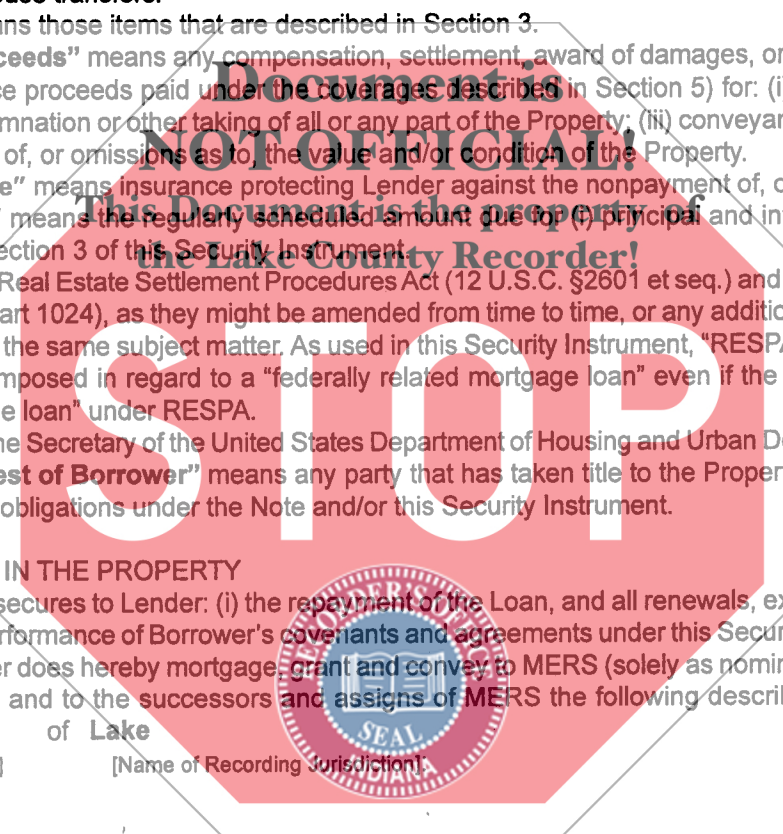 ns those items that are described in Section 3.
ceeds” means any compensation, settlement, award of damages, or
Document is
ce proceeds paid under the coverages described in Section 5) for: (i
mnation or other taking of all or any part of the Property; (iii) conveyan
NOT OFFICIAL!
of, or omissions as to, the value and/or condition of the Property.
e” means insurance protecting Lender against the nonpayment of, o
This Document is the property of
means the regularly scheduled amount due for (i) principal and in
ection 3 of this Security Instrument.
the Lake County Recorder!
Real Estate Settlement Procedures Act (12 U.S.C. §2601 et seq.) and
art 1024), as they might be amended from time to time, or any additio
the same subject matter. As used in this Security Instrument, “RESPA
mposed in regard to a “federally related mortgage loan” even if the
e loan” under RESPA.
STOP
ne Secretary of the United States Department of Housing and Urban D
est of Borrower” means any party that has taken title to the Proper
obligations under the Note and/or this Security Instrument.
IN THE PROPERTY
secures to Lender: (i) the repayment of the Loan, and all renewals, ex
rformance of Borrower's covenants and agreements under this Secur
er does hereby mortgage, grant and convey to MERS (solely as nomin
and to the successors and assigns of MERS the following describ
RECORDER'S OFFICE
SEAL
INDIANA
of Lake
[Name of Recording Jurisdiction]: